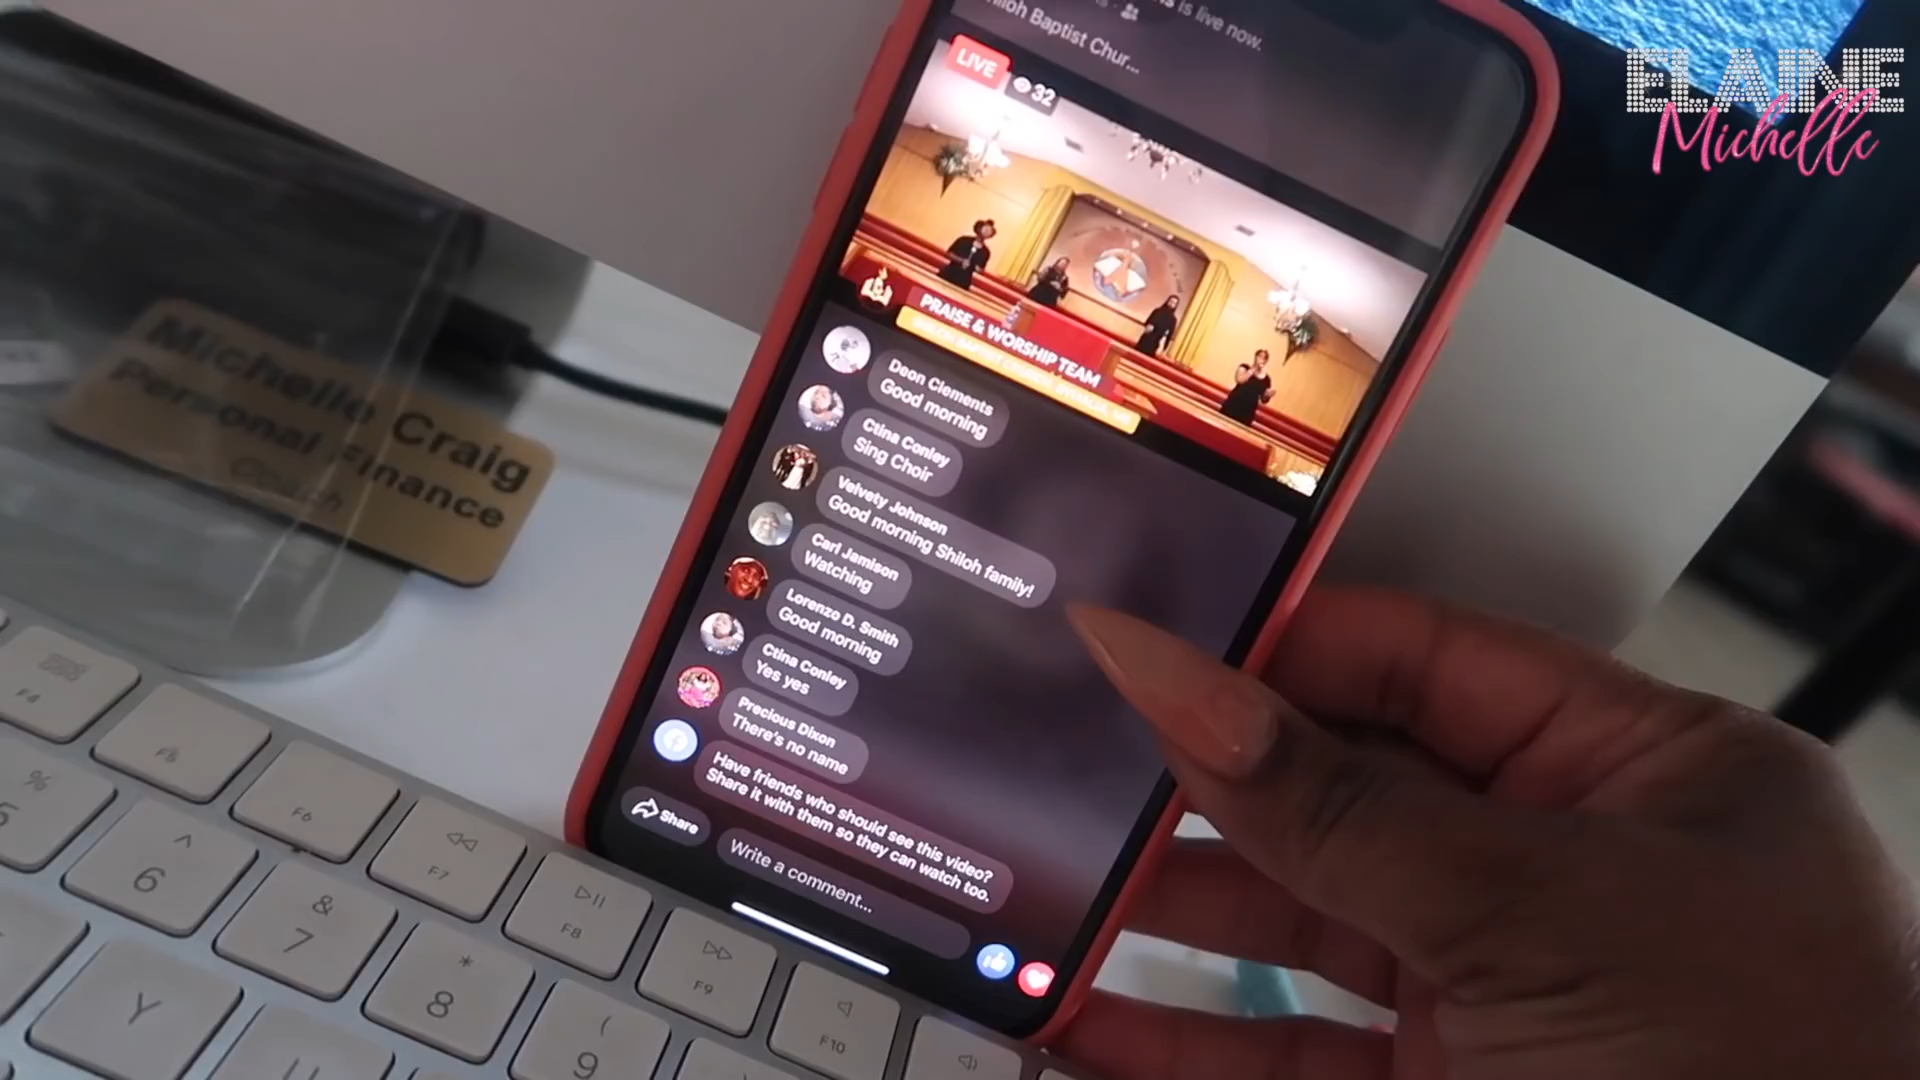 ELAINE
Michelle
is live now.
Shiloh Baptist Chur...
LIVE
32
PRAISE & WORSHIP TEAM
SHILOH BAPTIST CHURCH,
Deon Clements
Good morning
Ctina Conley
Sing Choir
Velvety Johnson
Good morning Shiloh family!
Carl Jamison
Watching
Lorenzo D. Smith
Good morning
Ctina Conley
Yes yes
Precious Dixon
There's no name
Have friends who should see this video?
Share it with them so they can watch too.
Share
Write a comment...
Michelle Craig
Personal Finance
Coach
F4
F5
F6
F7
F8
F9
F10
%
5
^
6
&
7
*
8
(
9
Y
U